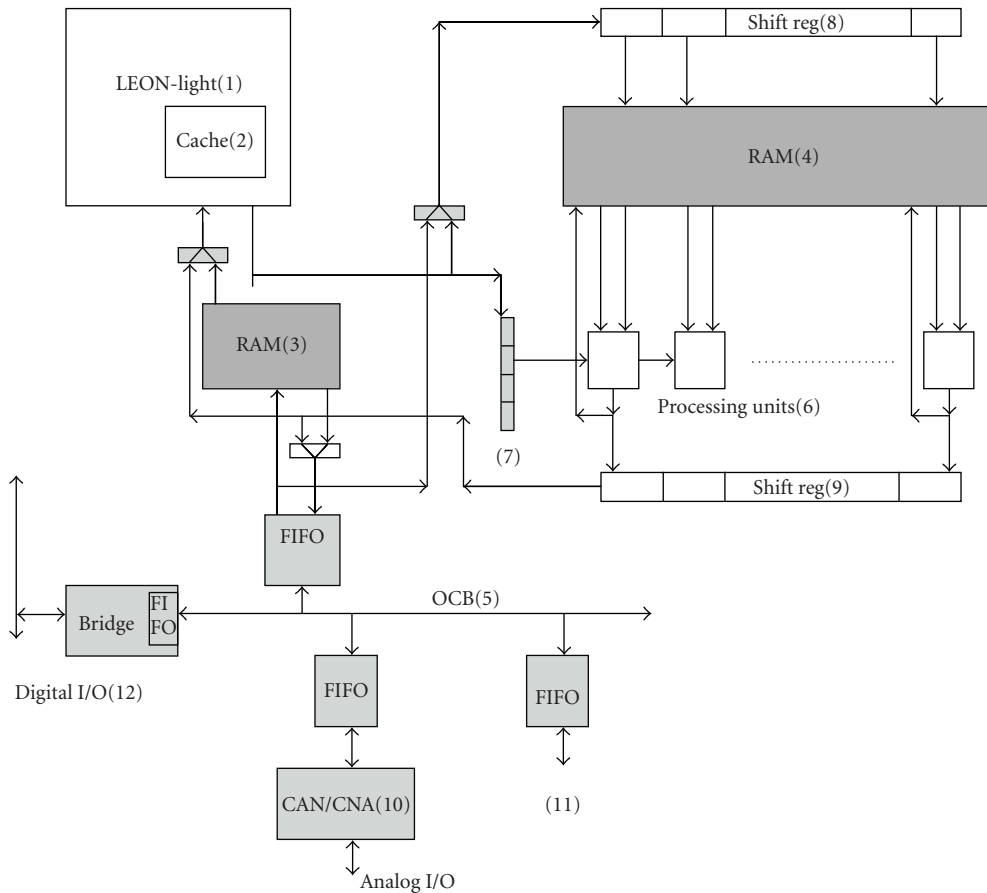 Shift reg(8)
LEON-light(1)
Cache(2)
RAM(4)
RAM(3)
Processing units(6)
(7)
Shift reg(9)
FIFO
OCB(5)
Bridge
FI
FO
Digital I/O(12)
FIFO
FIFO
CAN/CNA(10)
(11)
Analog I/O